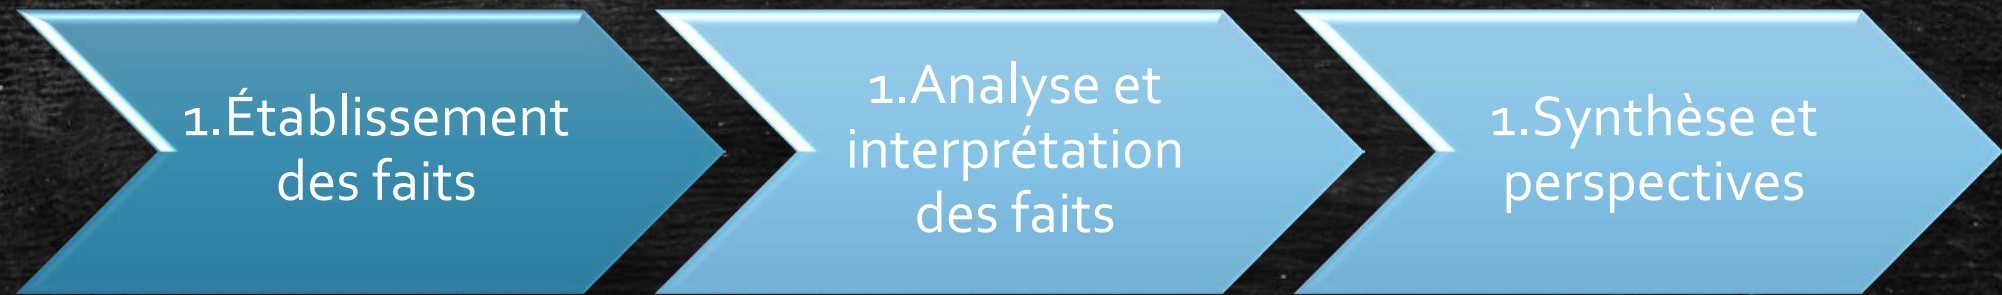 1.Établissement
des faits
1.Analyse et
interprétation
des faits
1.Synthèse et
perspectives